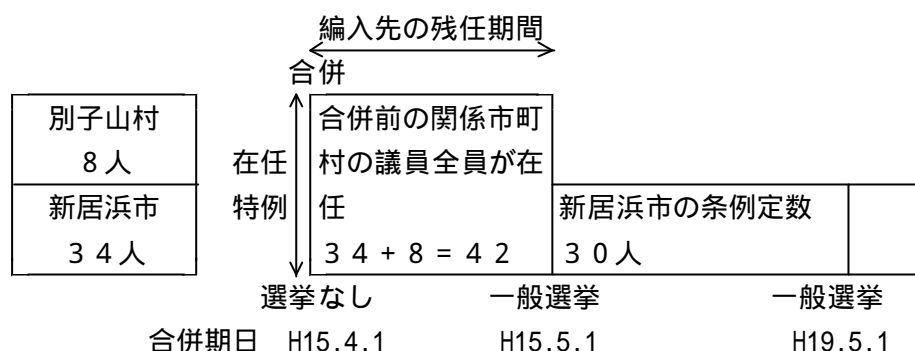 編入先の残任期間
合併
別子山村
8人
新居浜市
34人
在任
特例
合併前の関係市町
村の議員全員が在
任
34+8=42
新居浜市の条例定数
30人
選挙なし
一般選挙
一般選挙
合併期日 H15.4.1
H15.5.1
H19.5.1